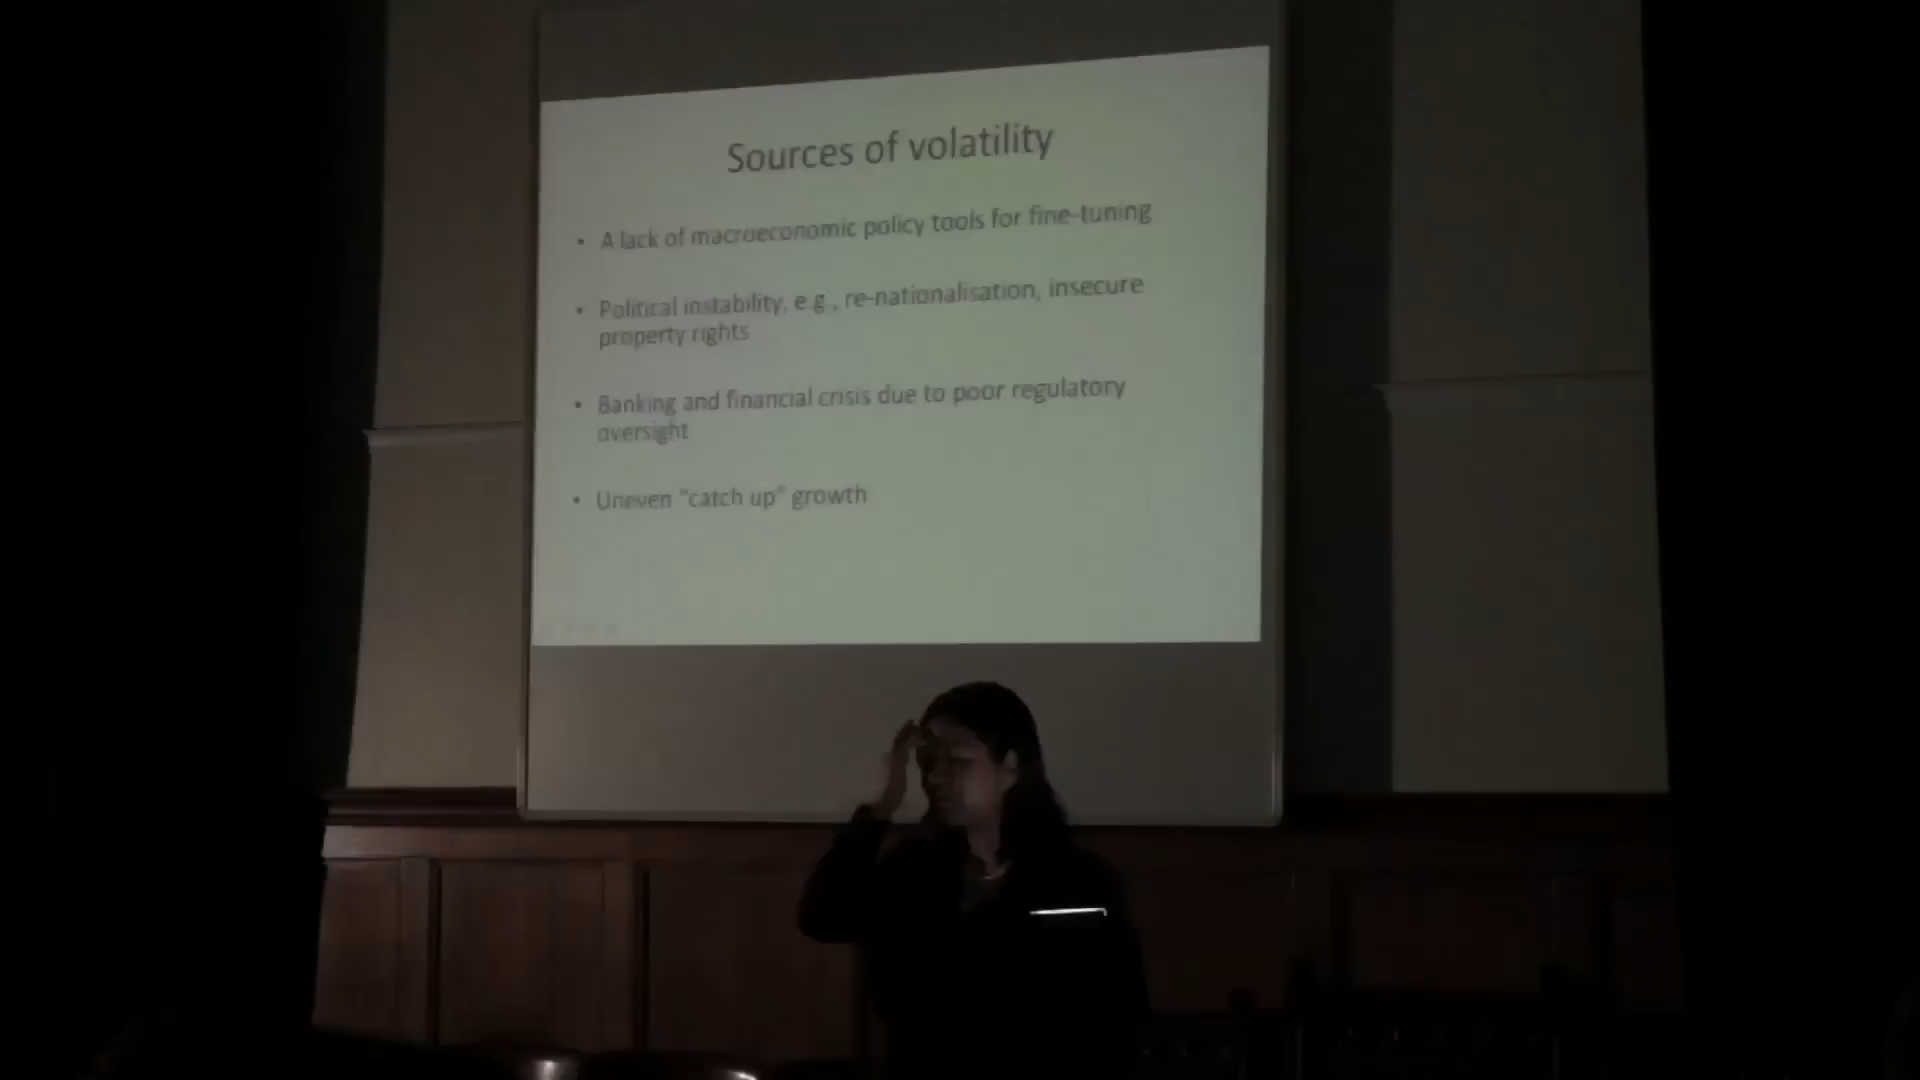 Sources of volatility
• A lack of macroeconomic policy tools for fine-tuning
• Political instability, e.g., re-nationalisation, insecure
property rights
• Banking and financial crisis due to poor regulatory
oversight
• Uneven "catch up" growth